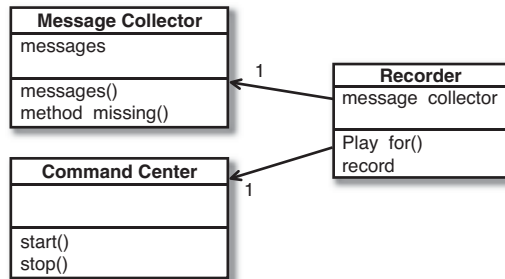 Message Collector
messages
messages()
method missing()
1
Recorder
message collector
Play for()
record
Command Center
1
start()
stop()